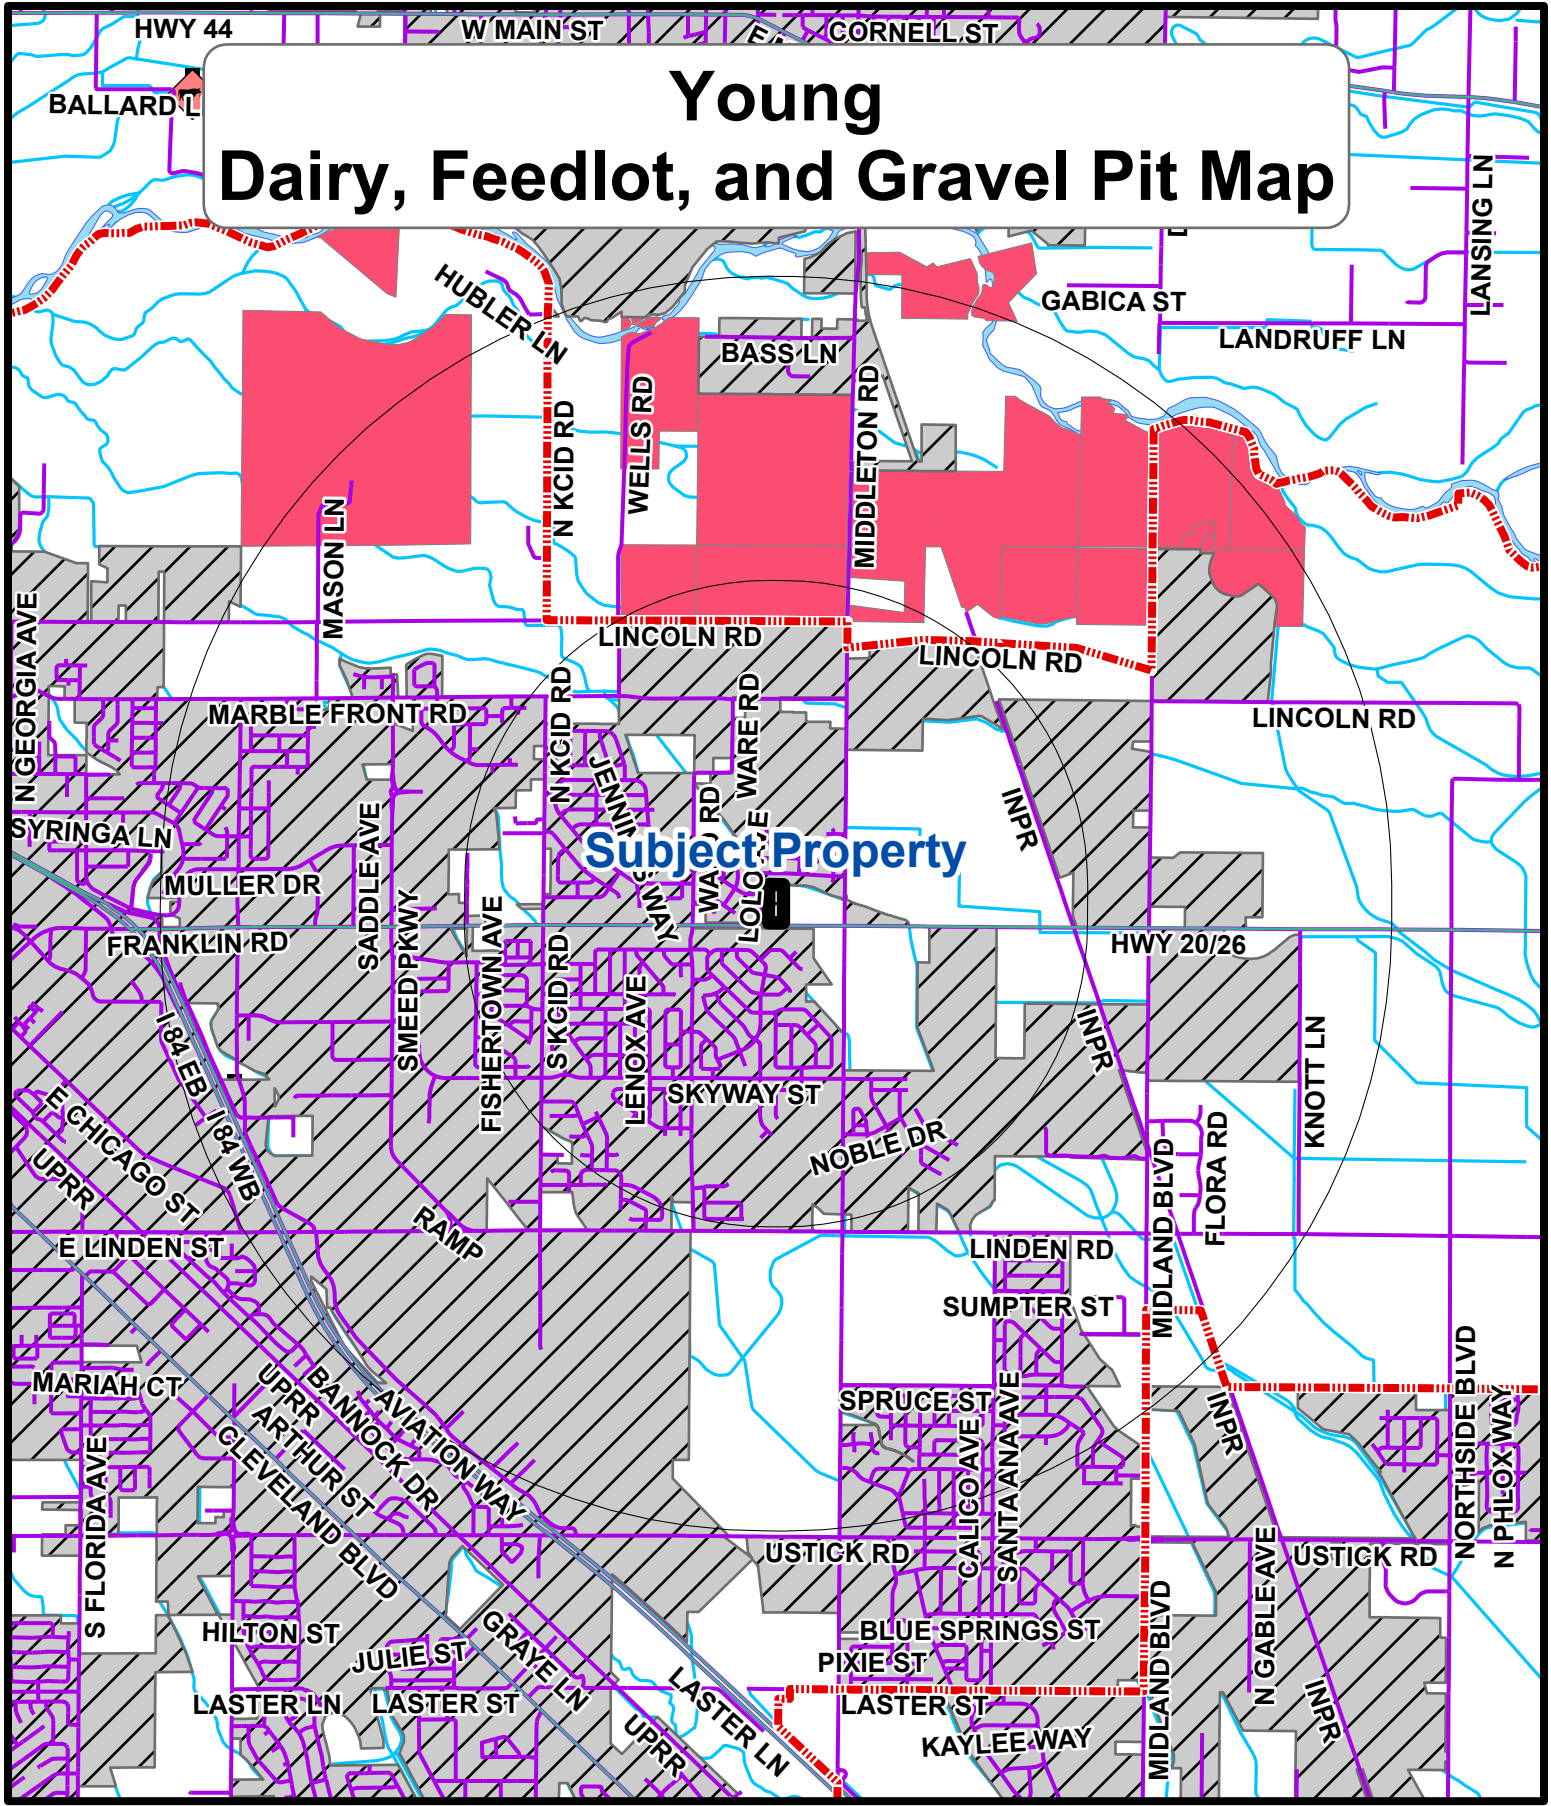 HWY 44
W MAIN ST
CORNELL ST
BALLARD L
Young
Dairy, Feedlot, and Gravel Pit Map
LANSING LN
HUBLER LN
GABICA ST
LANDRUFF LN
BASS LN
WELLS RD
N KCID RD
MIDDLETON RD
MASON LN
N GEORGIA AVE
LINCOLN RD
LINCOLN RD
LINCOLN RD
MARBLE FRONT RD
N KCID RD
WARE RD
INPR
SYRINGA LN
SADDLE AVE
Subject Property
MULLER DR
SMEED PKWY
FISHERTOWN AVE
FRANKLIN RD
HWY 20/26
S KCID RD
LENOX AVE
I 84 EB
I 84 WB
INPR
KNOTT LN
SKYWAY ST
E CHICAGO ST
UPRR
NOBLE DR
FLORA RD
MIDLAND BLVD
RAMP
E LINDEN ST
LINDEN RD
SUMPTER ST
MARIAH CT
UPRR
BANNOCK DR
AVIATION WAY
ARTHUR ST
CLEVELAND BLVD
SPRUCE ST
CALICO AVE
SANTA ANA AVE
INPR
NORTHSIDE BLVD
N PHLOX WAY
S FLORIDA AVE
USTICK RD
USTICK RD
N GABLE AVE
HILTON ST
JULIE ST
GRAYE LN
BLUE SPRINGS ST
PIXIE ST
MIDLAND BLVD
LASTER LN
LASTER ST
LASTER LN
LASTER ST
UPRR
KAYLEE WAY
INPR